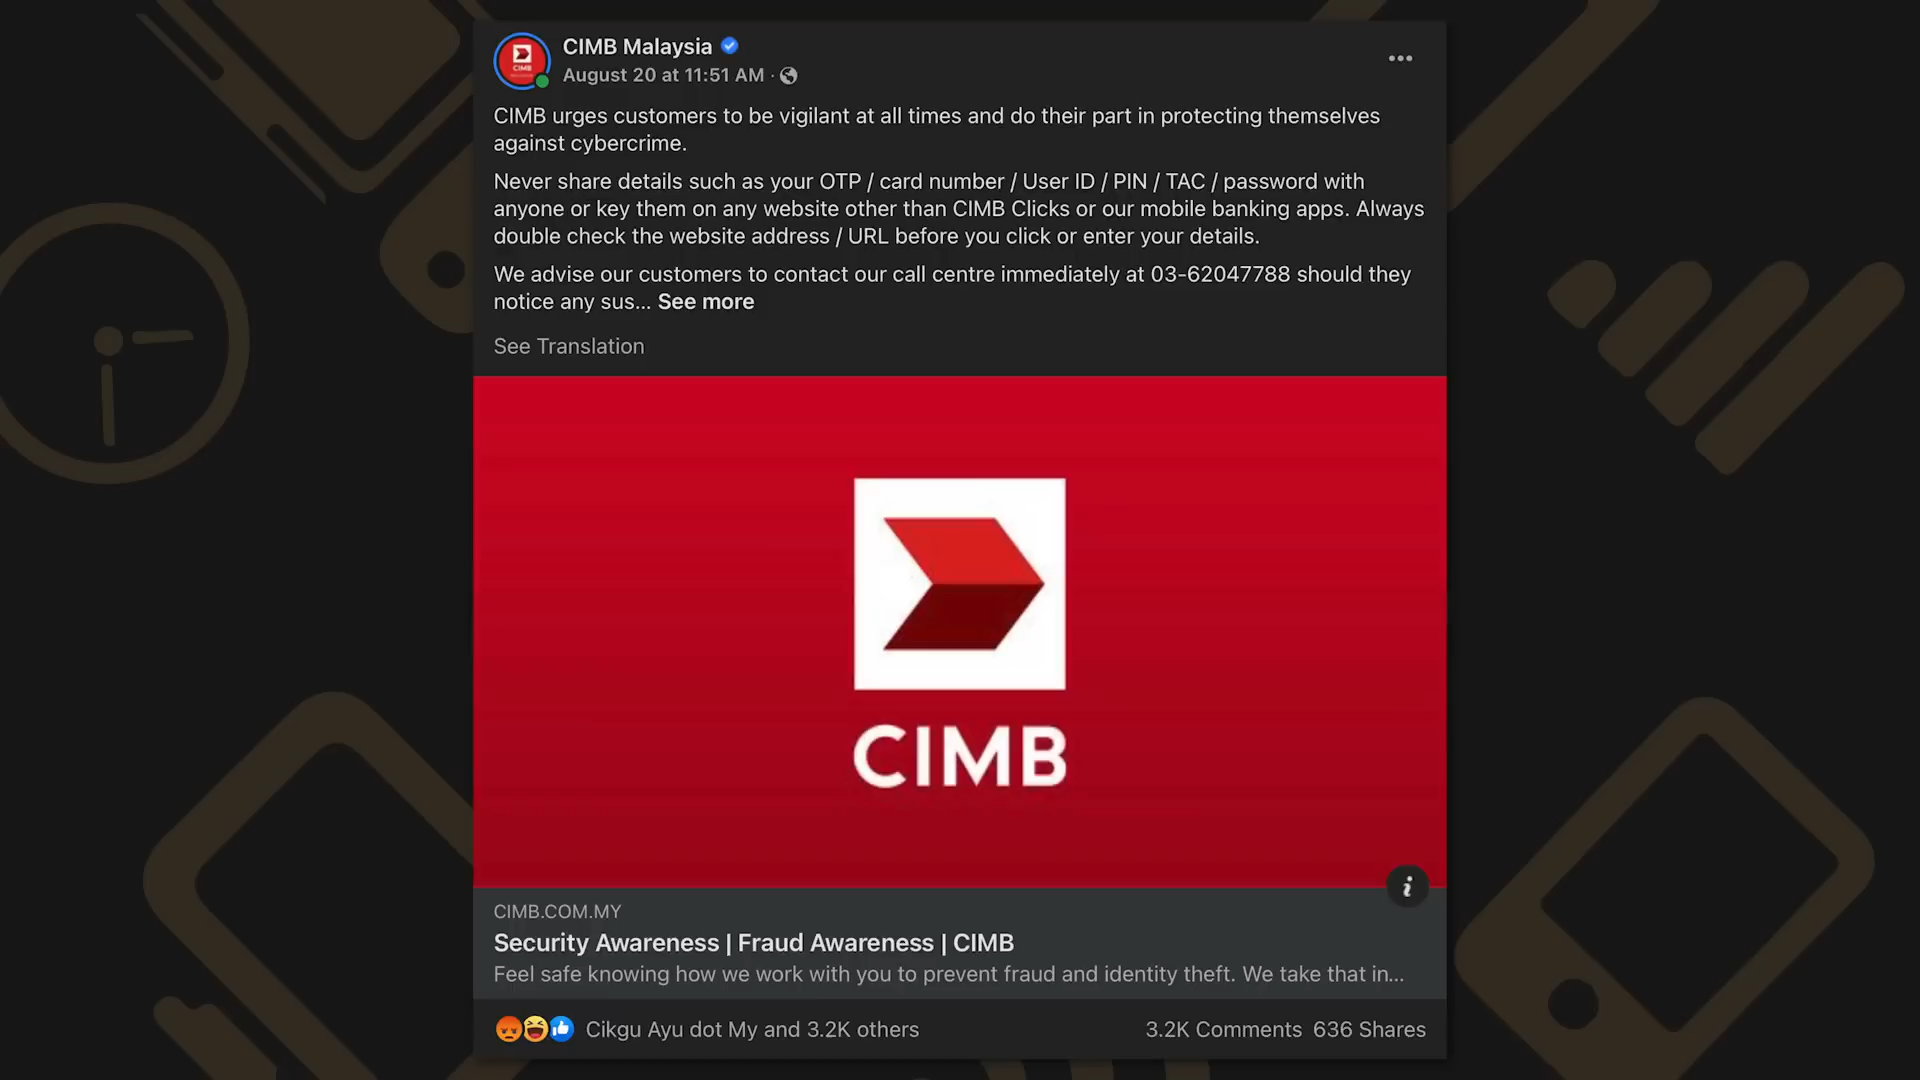 CIMB Malaysia
August 20 at 11:51 AM ·
CIMB urges customers to be vigilant at all times and do their part in protecting themselves
against cybercrime.
Never share details such as your OTP / card number / User ID / PIN / TAC / password with
anyone or key them on any website other than CIMB Clicks or our mobile banking apps. Always
double check the website address / URL before you click or enter your details.
We advise our customers to contact our call centre immediately at 03-62047788 should they
notice any sus... See more
See Translation
CIMB
CIMB.COM.MY
Security Awareness | Fraud Awareness | CIMB
Feel safe knowing how we work with you to prevent fraud and identity theft. We take that in...
Cikgu Ayu dot My and 3.2K others
3.2K Comments 636 Shares